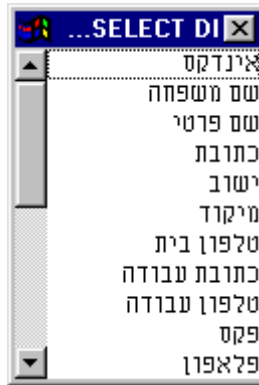 ...SELECT DI
אינדקס
שם משפחה
שם פרטי
כתובת
ישוב
מיקוד
טלפון בית
כתובת עבודה
טלפון עבודה
פקס
פלאפון